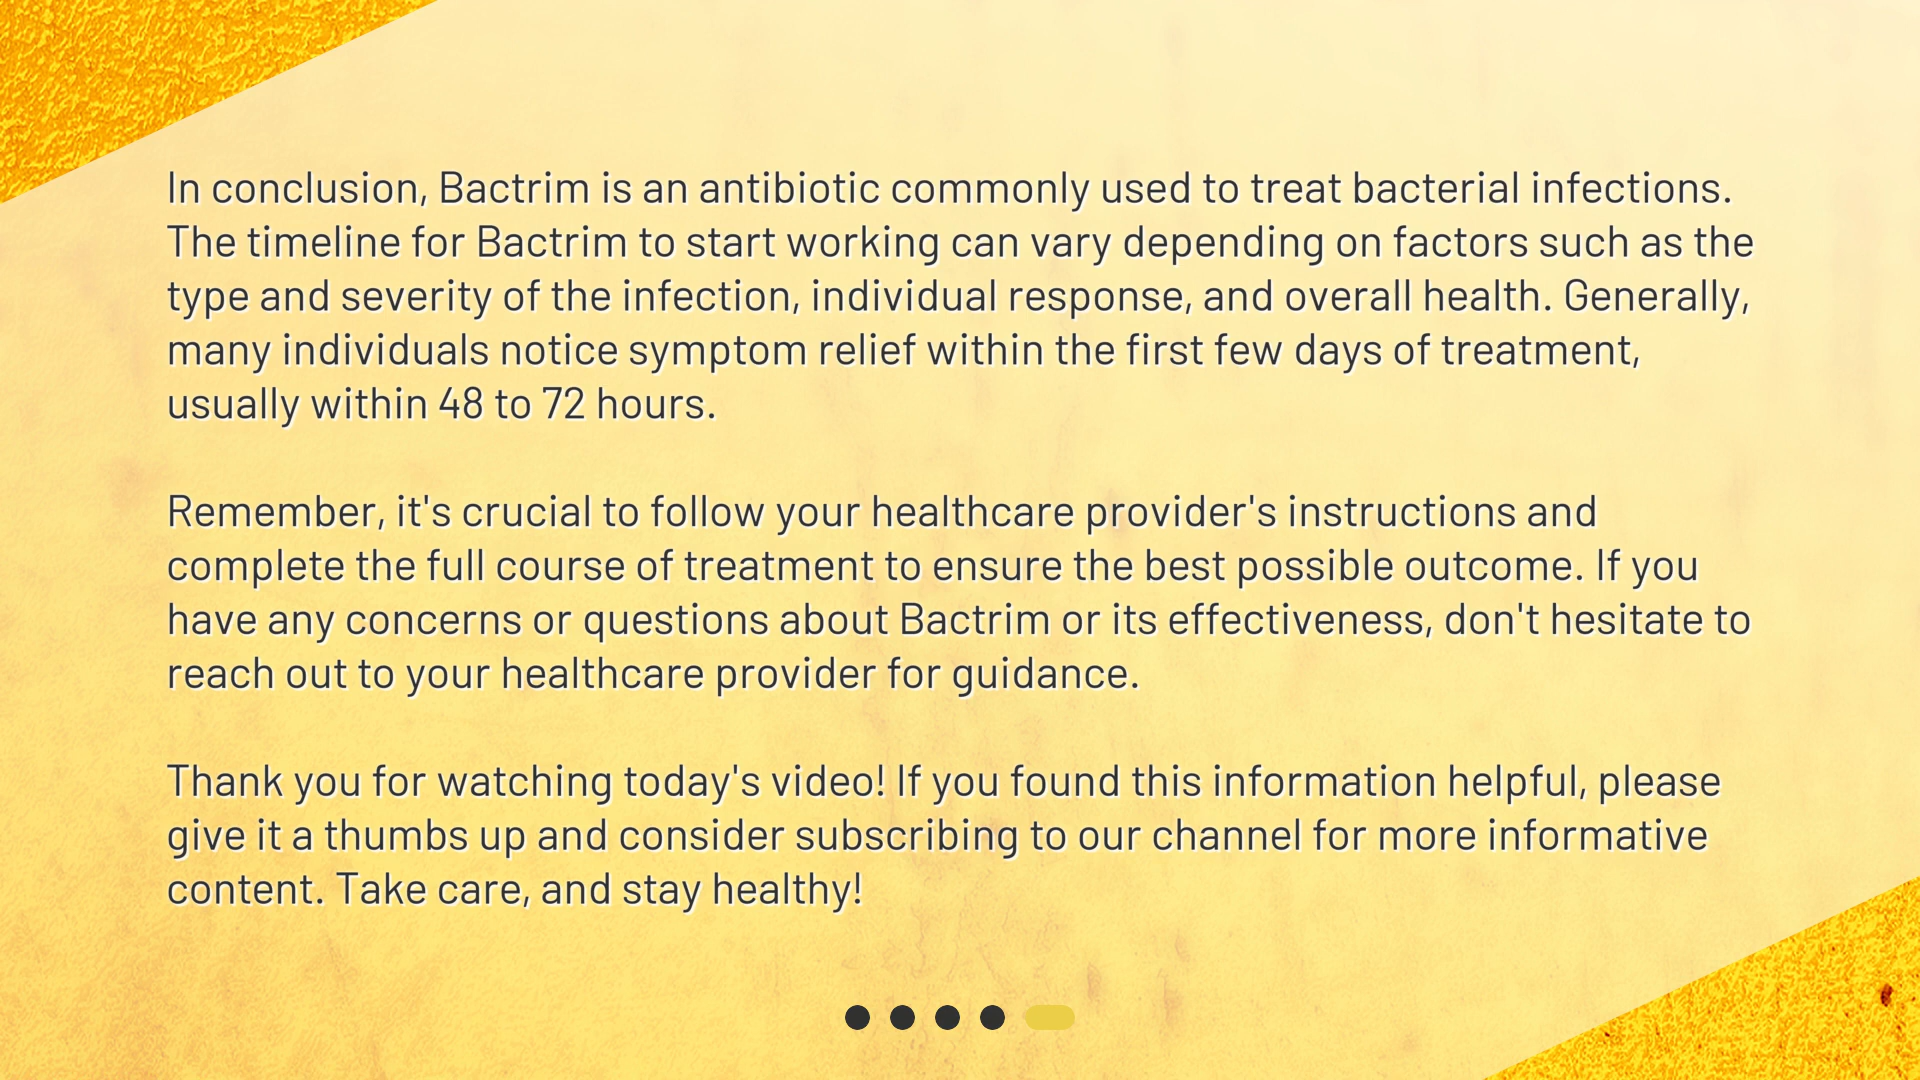 In conclusion, Bactrim is an antibiotic commonly used to treat bacterial infections.
The timeline for Bactrim to start working can vary depending on factors such as the
type and severity of the infection, individual response, and overall health. Generally,
many individuals notice symptom relief within the first few days of treatment,
usually within 48 to 72 hours.
Remember, it's crucial to follow your healthcare provider's instructions and
complete the full course of treatment to ensure the best possible outcome. If you
have any concerns or questions about Bactrim or its effectiveness, don't hesitate to
reach out to your healthcare provider for guidance.
Thank you for watching today's video! If you found this information helpful, please
give it a thumbs up and consider subscribing to our channel for more informative
content. Take care, and stay healthy!